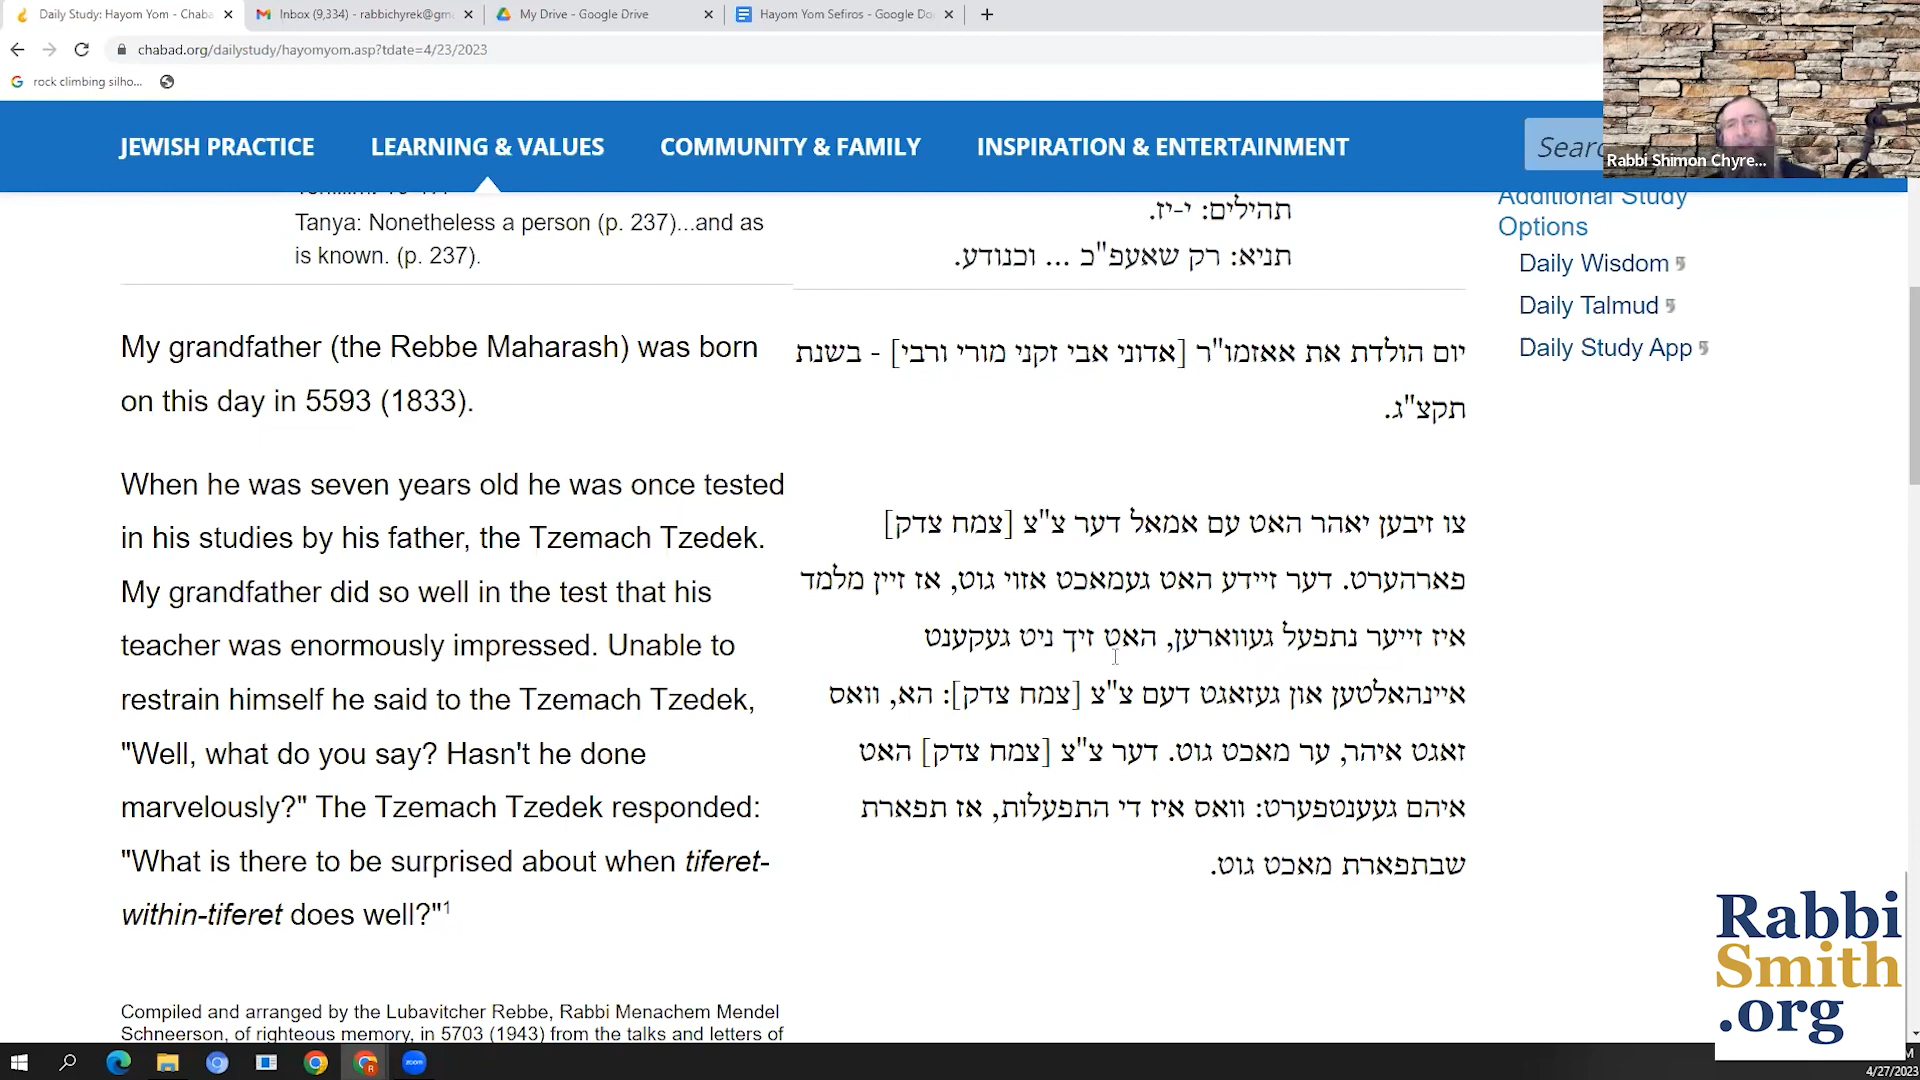 Daily Study: Hayom Yom - Chaba
Inbox (9,334) - rabbichyrek@gm
My Drive - Google Drive
Hayom Yom Sefiros - Google Do
chabad.org/dailystudy/hayomyom.asp?tdate=4/23/2023
rock climbing silho...
JEWISH PRACTICE
LEARNING & VALUES
COMMUNITY & FAMILY
INSPIRATION & ENTERTAINMENT
Searc
Rabbi Shimon Chyre...
Tanya: Nonetheless a person (p. 237)...and as
is known. (p. 237).
My grandfather (the Rebbe Maharash) was born
on this day in 5593 (1833).
When he was seven years old he was once tested
in his studies by his father, the Tzemach Tzedek.
My grandfather did so well in the test that his
teacher was enormously impressed. Unable to
restrain himself he said to the Tzemach Tzedek,
"Well, what do you say? Hasn't he done
marvelously?" The Tzemach Tzedek responded:
"What is there to be surprised about when tiferet-
within-tiferet does well?"1
Compiled and arranged by the Lubavitcher Rebbe, Rabbi Menachem Mendel
Schneerson, of righteous memory, in 5703 (1943) from the talks and letters of
תהילים: י-יז.
תניא: רק שאעפ"כ ... וכנודע.
יום הולדת את אאזמו"ר [אדוני אבי זקני מורי ורבי] - בשנת
תקצ"ג.
צו זיבען יאהר האט עם אמאל דער צ"צ [צמח צדק]
פארהערט. דער זיידע האט געמאכט אזוי גוט, אז זיין מלמד
איז זייער נתפעל געווארען, האט זיך ניט געקענט
איינהאלטען און געזאגט דעם צ"צ [צמח צדק]: הא, וואס
זאגט איהר, ער מאכט גוט. דער צ"צ [צמח צדק] האט
איהם געענטפערט: וואס איז די התפעלות, אז תפארת
שבתפארת מאכט גוט.
Additional Study
Options
Daily Wisdom
Daily Talmud
Daily Study App
Rabbi
Smith
.org
zoom
4/27/2023